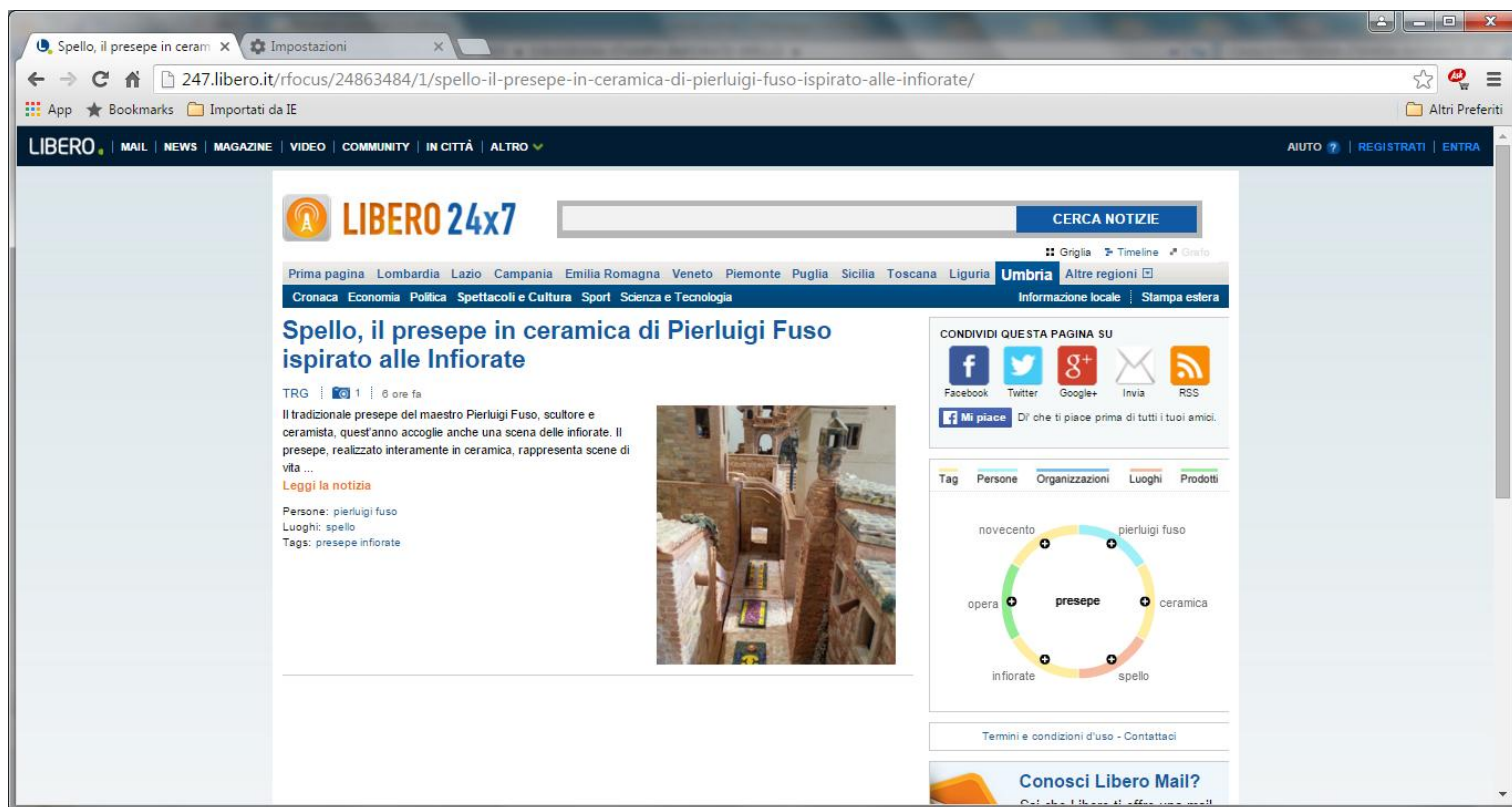 Spello, il presepe in ceram
Impostazioni
247.libero.it/rfocus/24863484/1/spello-il-presepe-in-ceramica-di-pierluigi-fuso-ispirato-alle-infiorate/
App Bookmarks Importati da IE Altri Preferiti
LIBERO | MAIL | NEWS | MAGAZINE | VIDEO | COMMUNITY | IN CITTÀ | ALTRO AIUTO ? | REGISTRATI | ENTRA
LIBERO 24x7 CERCA NOTIZIE
Griglia Timeline Grafo
Prima pagina Lombardia Lazio Campania Emilia Romagna Veneto Piemonte Puglia Sicilia Toscana Liguria Umbria Altre regioni
Cronaca Economia Politica Spettacoli e Cultura Sport Scienza e Tecnologia Informazione locale Stampa estera
Spello, il presepe in ceramica di Pierluigi Fuso
ispirato alle Infiorate
TRG 1 6 ore fa
Il tradizionale presepe del maestro Pierluigi Fuso, scultore e
ceramista, quest'anno accoglie anche una scena delle infiorate. Il
presepe, realizzato interamente in ceramica, rappresenta scene di
vita ...
Leggi la notizia
Persone: pierluigi fuso
Luoghi: spello
Tags: presepe infiorate
CONDIVIDI QUESTA PAGINA SU
Facebook Twitter Google+ Invia RSS
Mi piace Di' che ti piace prima di tutti i tuoi amici.
Tag Persone Organizzazioni Luoghi Prodotti
novecento pierluigi fuso
opera presepe ceramica
infiorate spello
Termini e condizioni d'uso - Contattaci
Conosci Libero Mail?